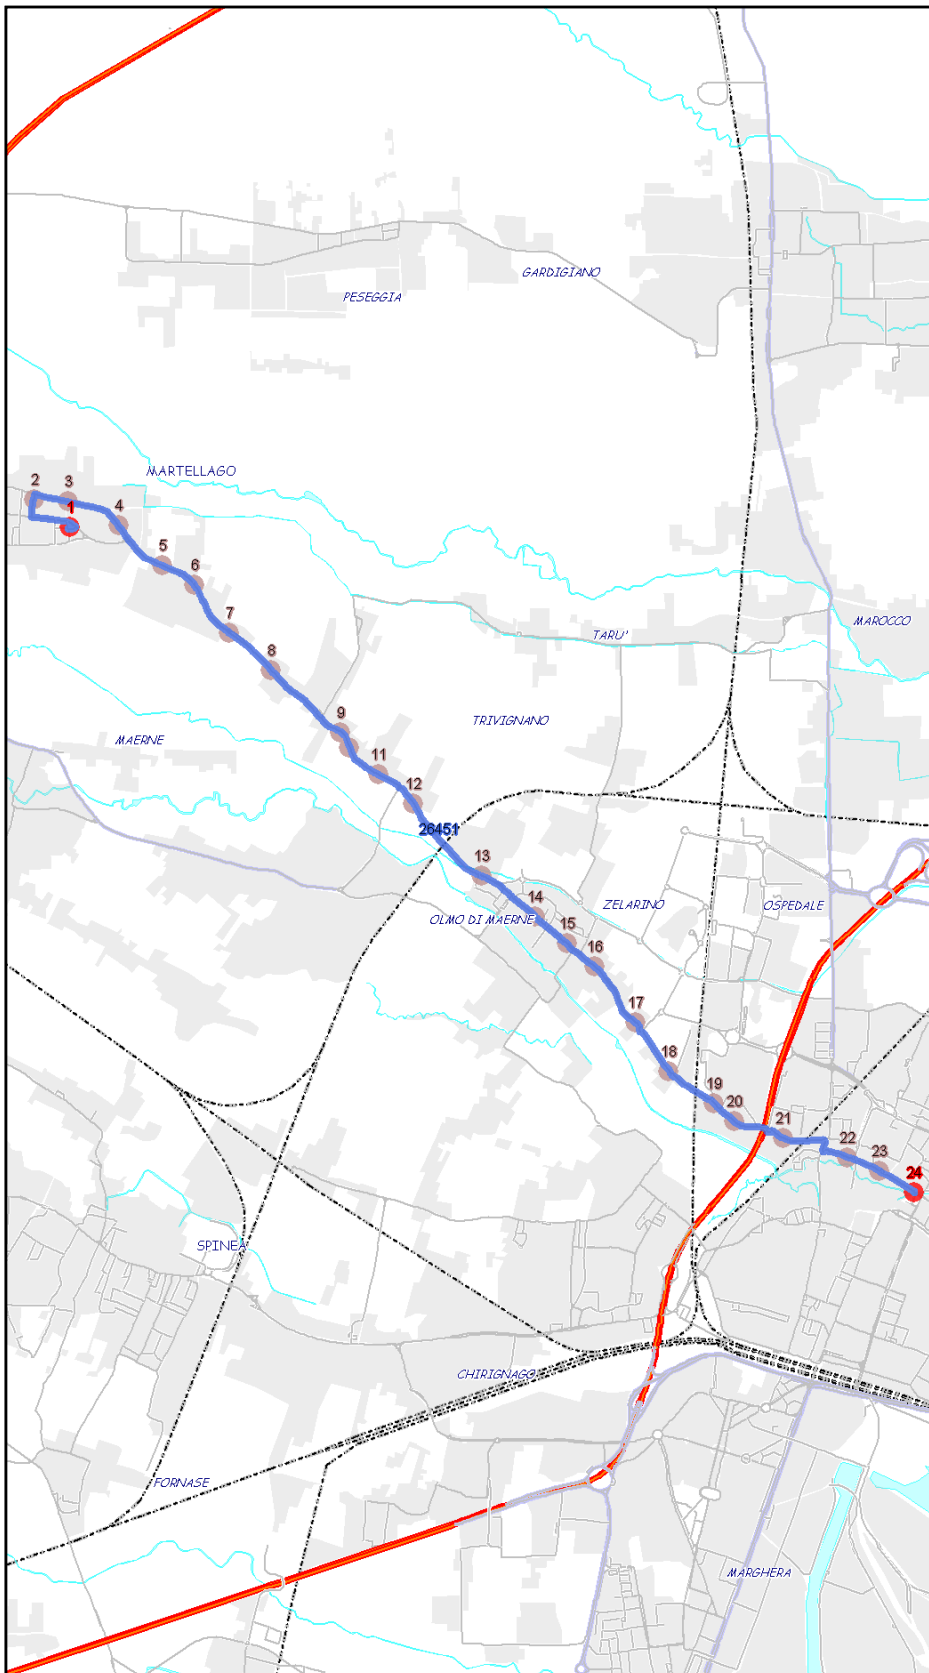 GARDIGIANO
PESEGGIA
MARTELLAGO
2
3
1
4
5
6
7
8
MAROCCO
TARU'
TRIVIGNANO
9
MAERNE
11
12
26451
13
14
ZELARINO
OSPEDALE
OLMO DI MAERNE
15
16
17
18
19
20
21
22
23
24
SPINEA
CHIRIGNAGO
FORNASE
MARGHERA